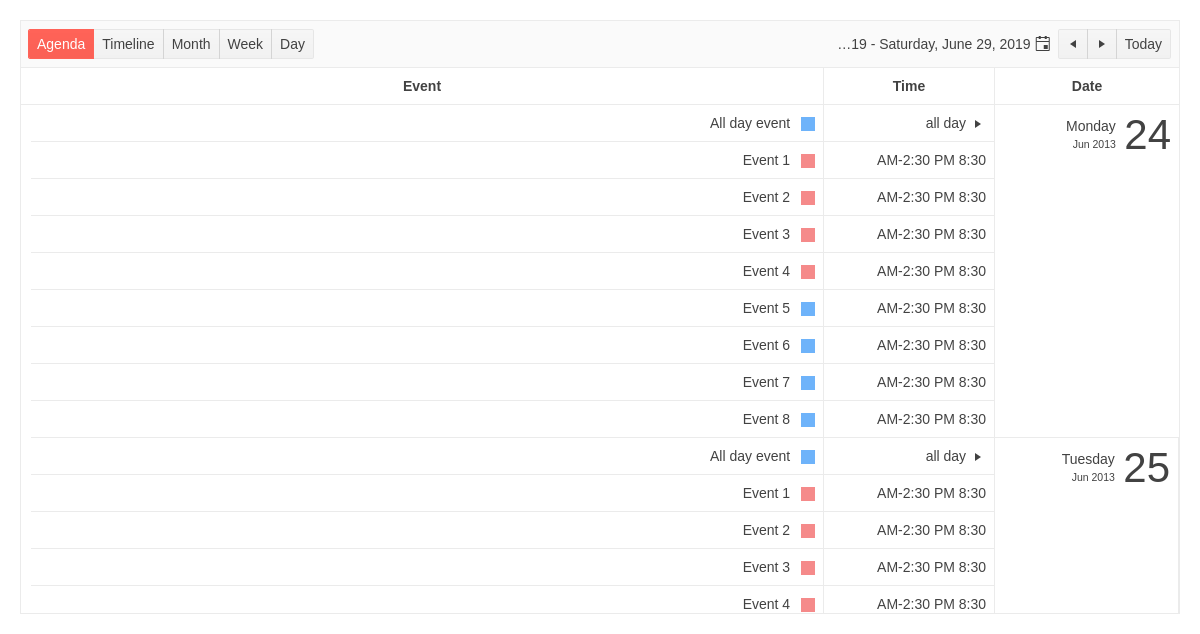 Agenda Timeline Month Week Day …19 - Saturday, June 29, 2019 Today
Event Time Date
All day event all day Monday 24
Jun 2013
Event 1 AM-2:30 PM 8:30
Event 2 AM-2:30 PM 8:30
Event 3 AM-2:30 PM 8:30
Event 4 AM-2:30 PM 8:30
Event 5 AM-2:30 PM 8:30
Event 6 AM-2:30 PM 8:30
Event 7 AM-2:30 PM 8:30
Event 8 AM-2:30 PM 8:30
All day event all day Tuesday 25
Jun 2013
Event 1 AM-2:30 PM 8:30
Event 2 AM-2:30 PM 8:30
Event 3 AM-2:30 PM 8:30
Event 4 AM-2:30 PM 8:30